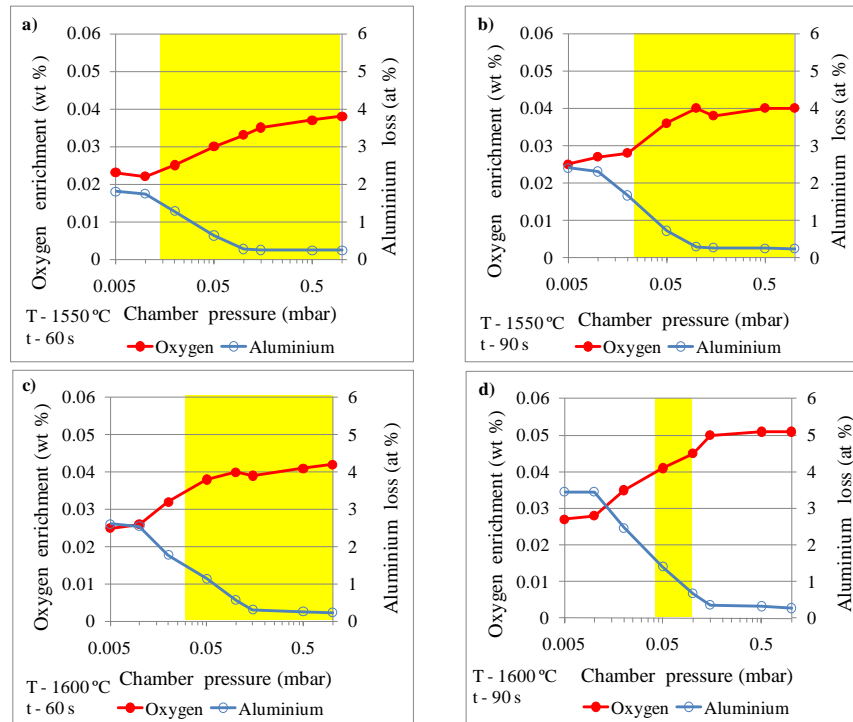 a)
Oxygen enrichment (wt %)
0.06
0.05
0.04
0.03
0.02
0.01
0
6
5
4
3
2
1
0
Aluminium loss (at %)
0.005
0.05
0.5
T - 1550 ºC
t - 60 s
Chamber pressure (mbar)
Oxygen
Aluminium
b)
Oxygen enrichment (wt %)
0.06
0.05
0.04
0.03
0.02
0.01
0
6
5
4
3
2
1
0
Aluminium loss (at %)
0.005
0.05
0.5
T - 1550 ºC
t - 90 s
Chamber pressure (mbar)
Oxygen
Aluminium
c)
Oxygen enrichment (wt %)
0.06
0.05
0.04
0.03
0.02
0.01
0
6
5
4
3
2
1
0
Aluminium loss (at %)
0.005
0.05
0.5
T - 1600 ºC
t - 60 s
Chamber pressure (mbar)
Oxygen
Aluminium
d)
Oxygen enrichment (wt %)
0.06
0.05
0.04
0.03
0.02
0.01
0
6
5
4
3
2
1
0
Aluminium loss (at %)
0.005
0.05
0.5
T - 1600 ºC
t - 90 s
Chamber pressure (mbar)
Oxygen
Aluminium